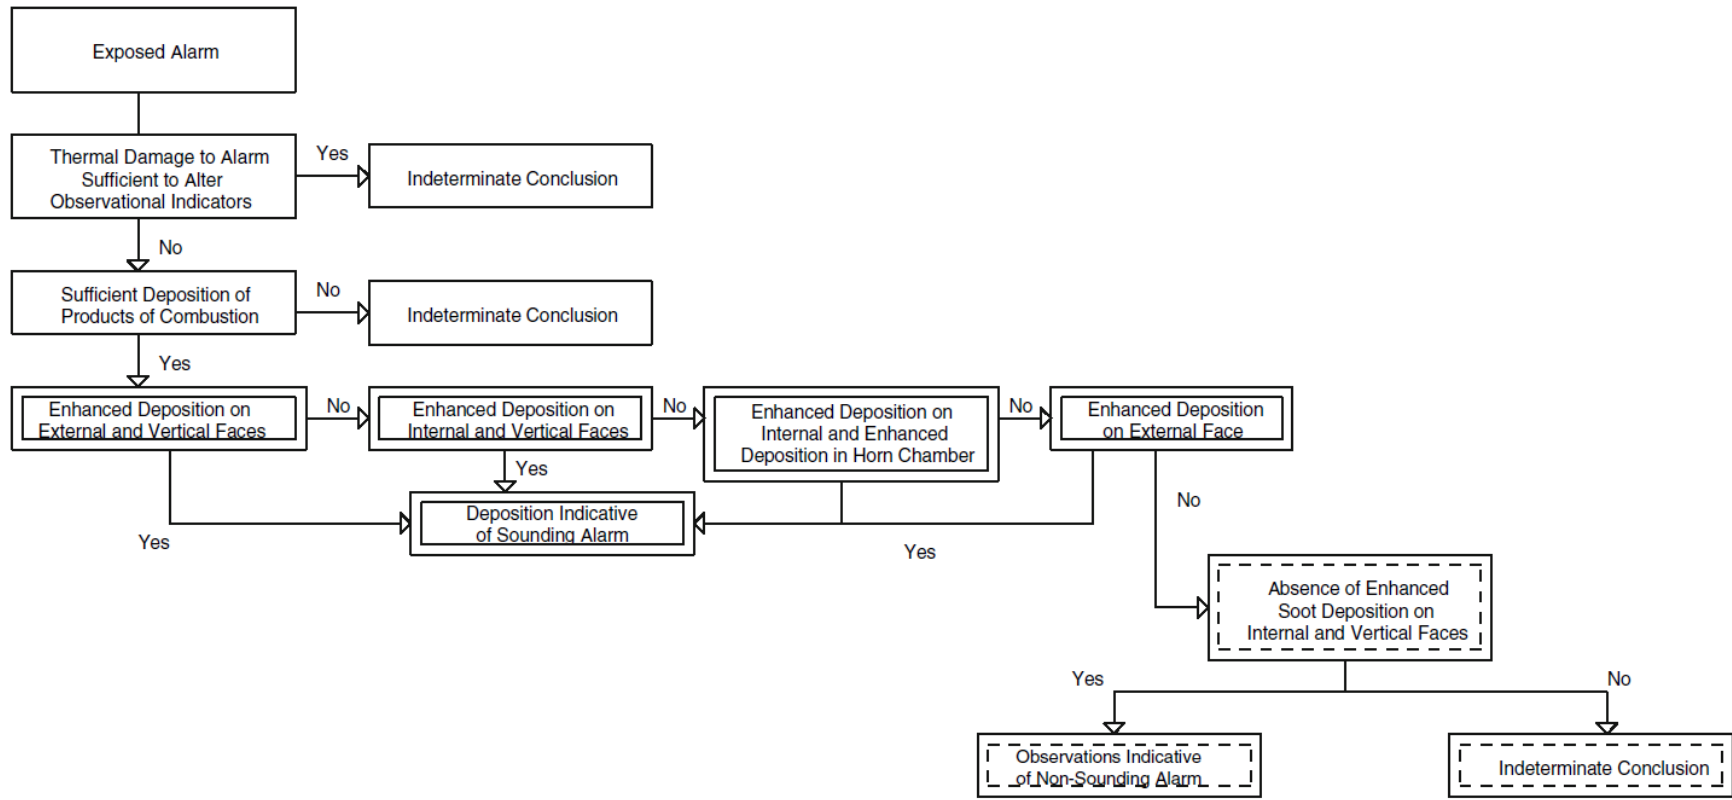 Exposed Alarm
Thermal Damage to Alarm
Sufficient to Alter
Observational Indicators
Yes
Indeterminate Conclusion
No
Sufficient Deposition of
Products of Combustion
No
Indeterminate Conclusion
Yes
Enhanced Deposition on
External and Vertical Faces
No
Enhanced Deposition on
Internal and Vertical Faces
No
Enhanced Deposition on
Internal and Enhanced
Deposition in Horn Chamber
No
Enhanced Deposition
on External Face
Yes
Yes
Deposition Indicative
of Sounding Alarm
Yes
No
Absence of Enhanced
Soot Deposition on
Internal and Vertical Faces
Yes
No
Observations Indicative
of Non-Sounding Alarm
Indeterminate Conclusion